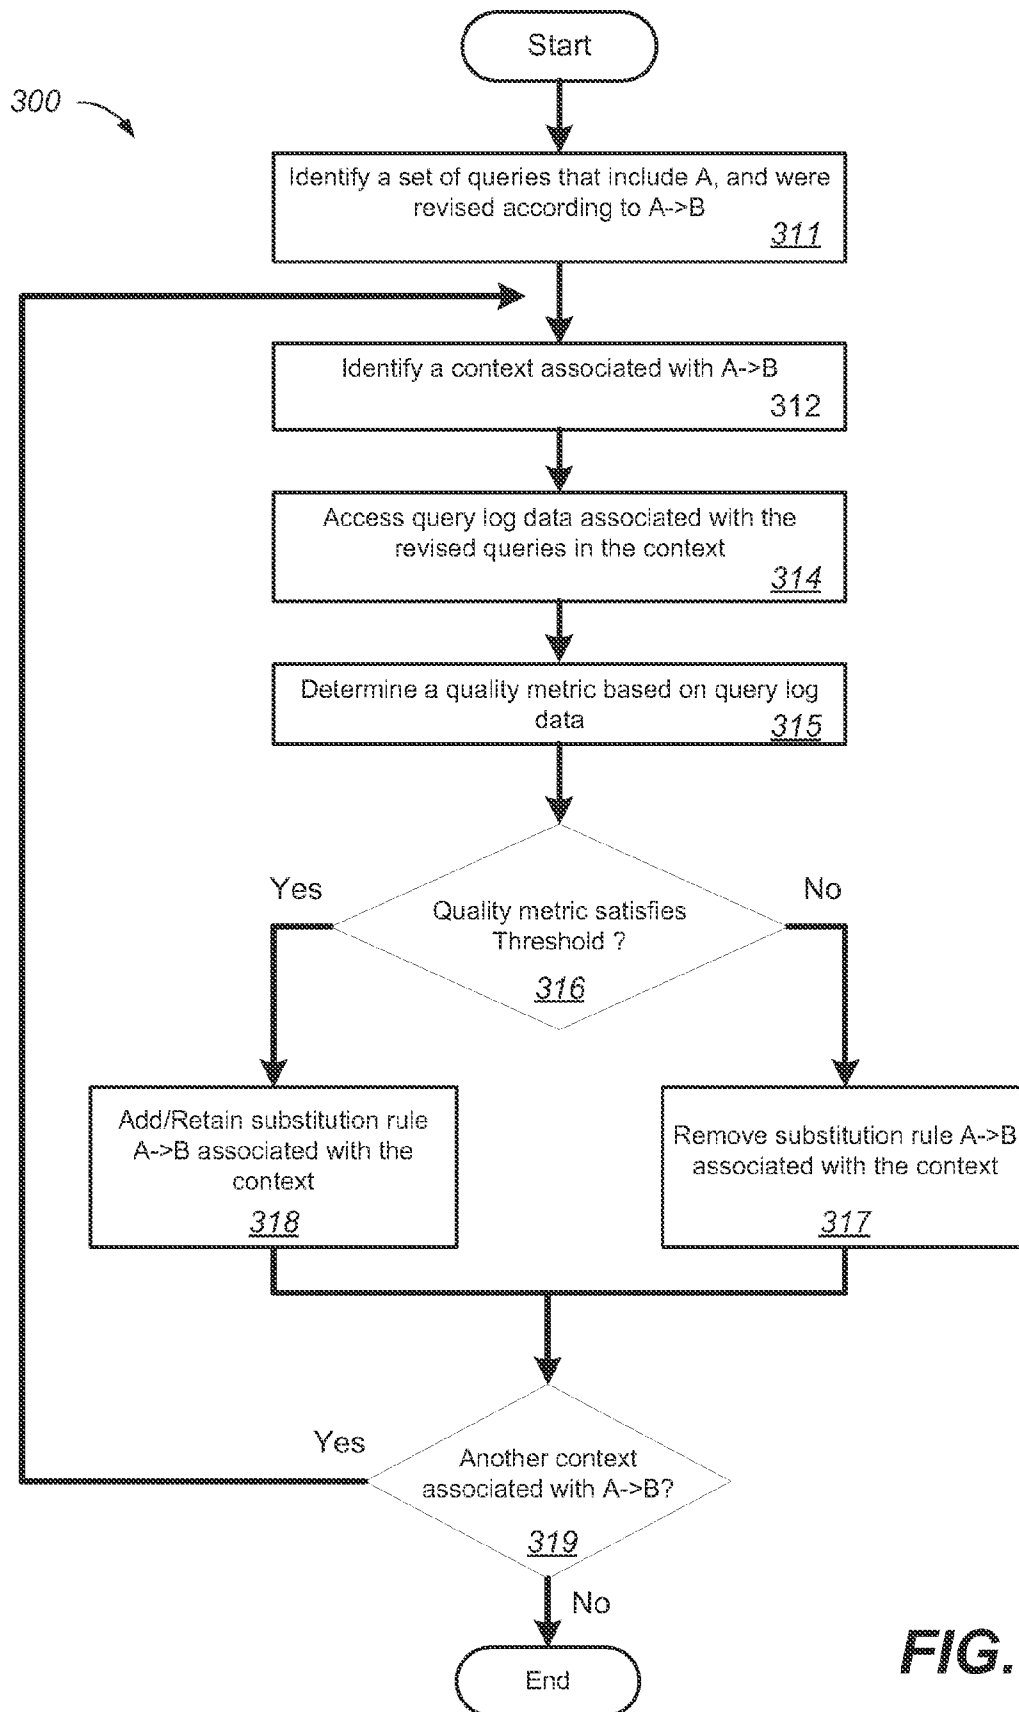 Start
300
Identify a set of queries that include A, and were
revised according to A->B
311
Identify a context associated with A->B
312
Access query log data associated with the
revised queries in the context
314
Determine a quality metric based on query log
data
315
Yes
No
Quality metric satisfies
Threshold ?
316
Add/Retain substitution rule
A->B associated with the
context
318
Remove substitution rule A->B
associated with the context
317
Yes
Another context
associated with A->B?
319
No
End
FIG.